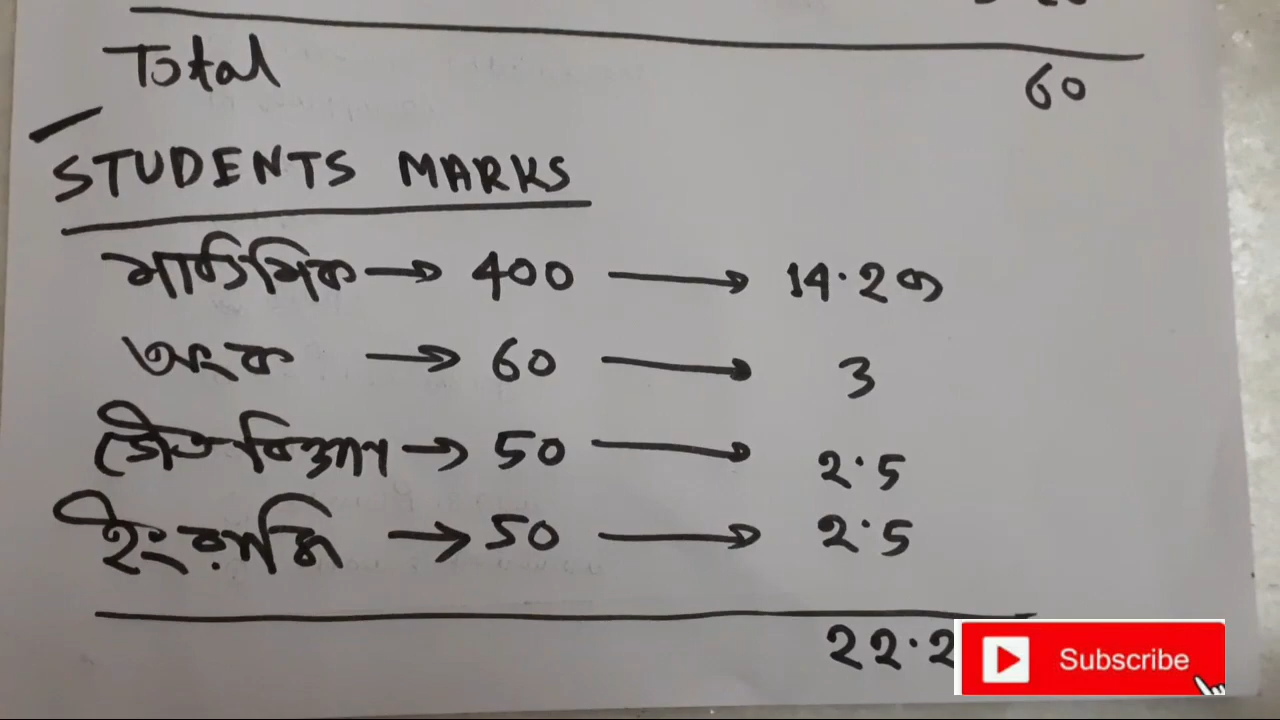 Total 60
STUDENTS MARKS
মাধ্যমিক → 400 → 14.2৩
অংক → 60 → 3
ভৌত বিজ্ঞান → 50 → 2.5
ইংরাজি → 50 → 2.5
22.2
Subscribe